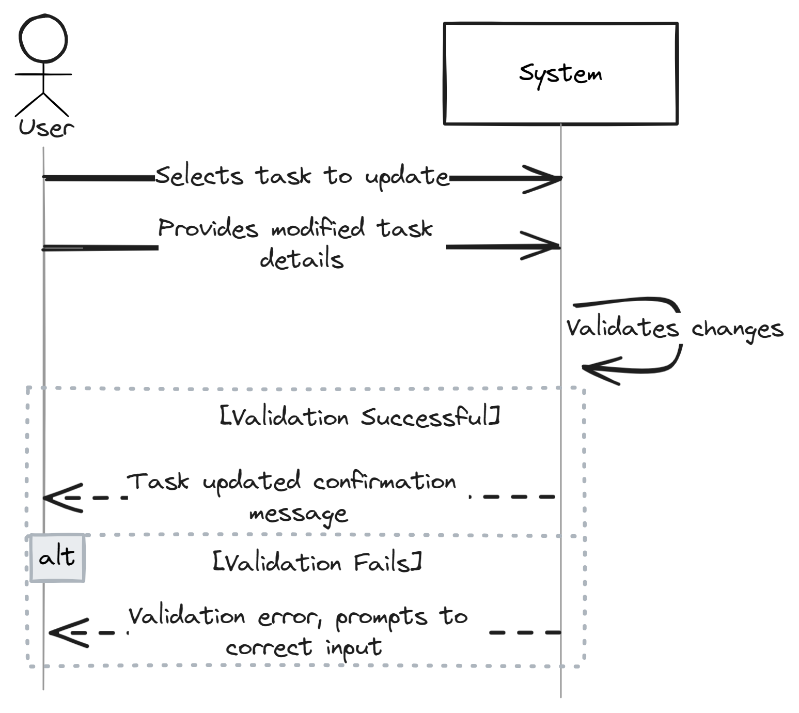 System
User
Selects task to update
Provides modified task
details
Validates changes
[Validation Successful]
Task updated confirmation
message
alt
[Validation Fails]
Validation error, prompts to
correct input